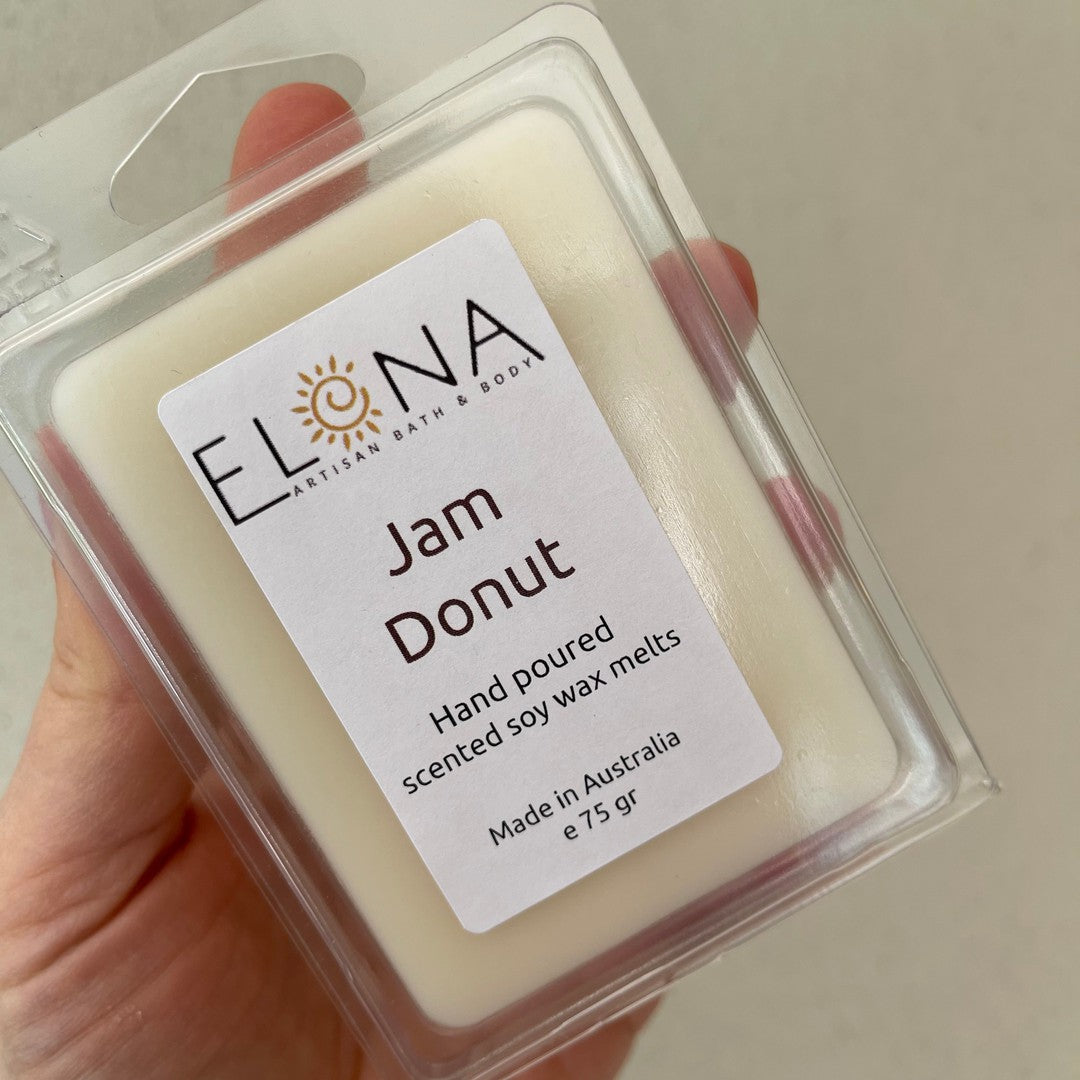 ELONA
ARTISAN BATH & BODY
Jam
Donut
Hand poured
scented soy wax melts
Made in Australia
e 75 gr